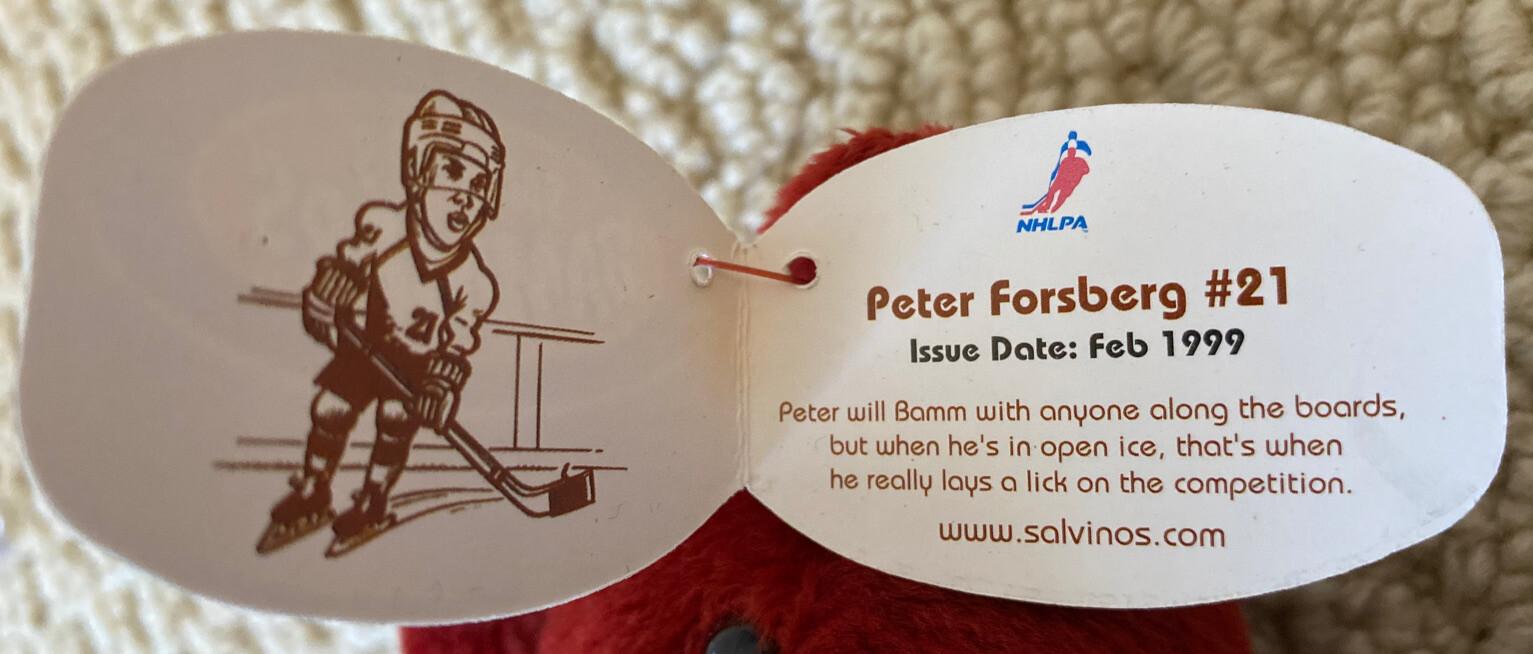 21
NHLPA
Peter Forsberg #21
Issue Date: Feb 1999
Peter will Bamm with anyone along the boards,
but when he's in open ice, that's when
he really lays a lick on the competition.
www.salvinos.com